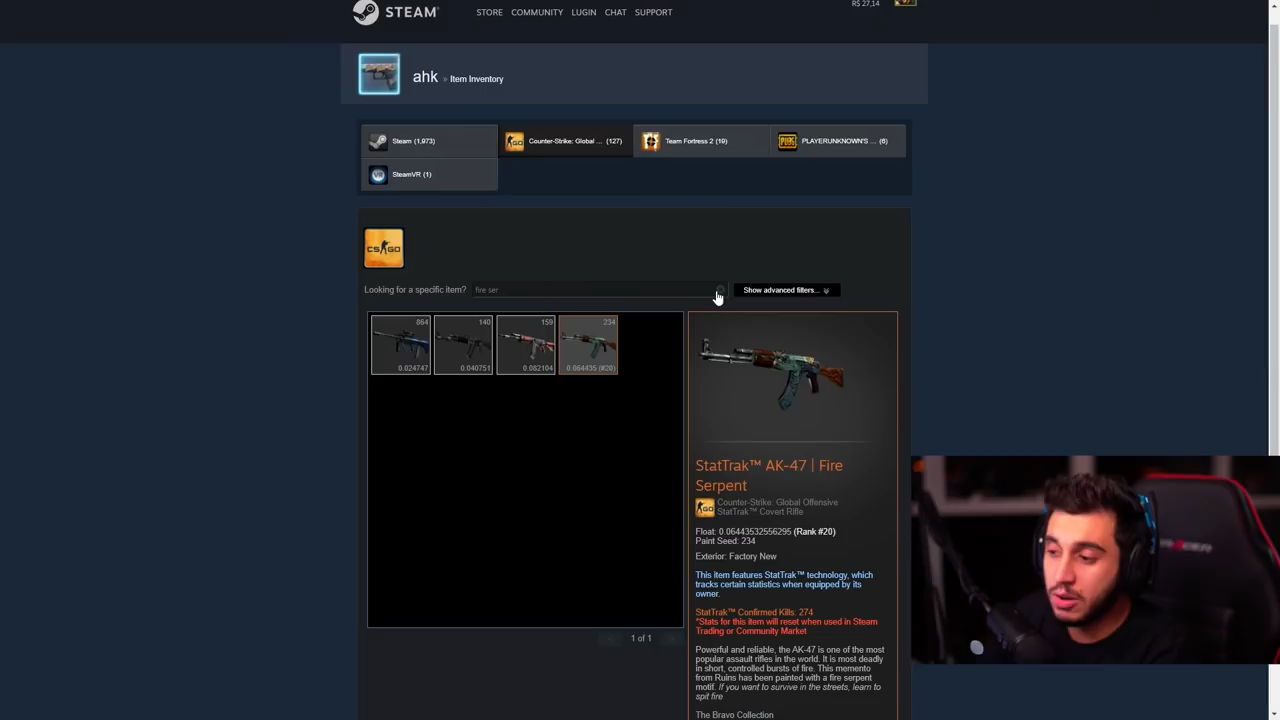 STEAM®
STORE COMMUNITY LUGIN CHAT SUPPORT
R$ 27,14
ahk » Item Inventory
Steam (1,973)
Counter-Strike: Global ... (127)
Team Fortress 2 (19)
PLAYERUNKNOWN'S ... (6)
SteamVR (1)
CS GO
Looking for a specific item?
fire ser
Show advanced filters...
864
0.024747
140
0.040751
159
0.082104
234
0.064435 (#20)
1 of 1
StatTrak™ AK-47 | Fire
Serpent
Counter-Strike: Global Offensive
StatTrak™ Covert Rifle
Float: 0.06443532556295 (Rank #20)
Paint Seed: 234
Exterior: Factory New
This item features StatTrak™ technology, which
tracks certain statistics when equipped by its
owner.
StatTrak™ Confirmed Kills: 274
*Stats for this item will reset when used in Steam
Trading or Community Market
Powerful and reliable, the AK-47 is one of the most
popular assault rifles in the world. It is most deadly
in short, controlled bursts of fire. This memento
from Ruins has been painted with a fire serpent
motif. If you want to survive in the streets, learn to
spit fire
The Bravo Collection